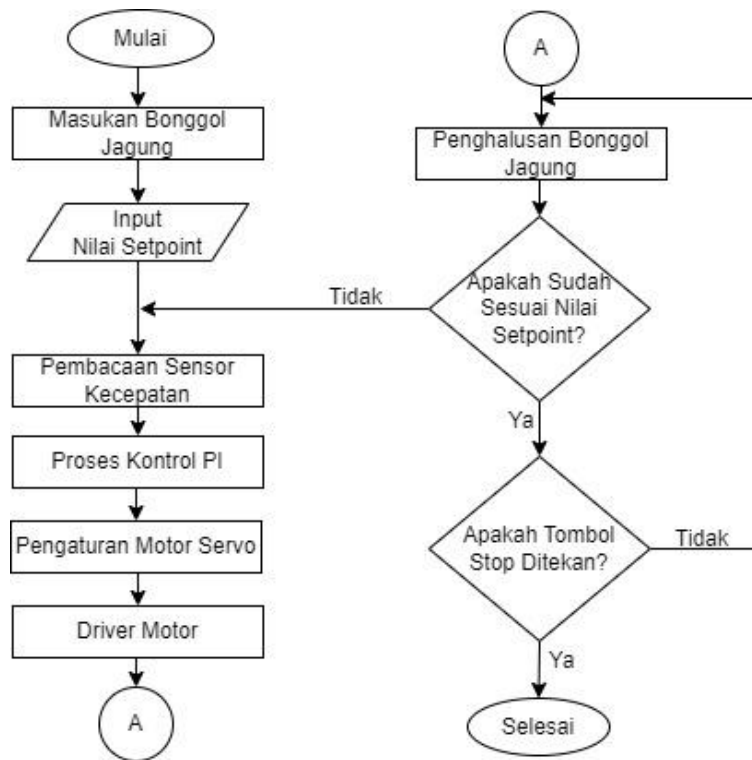 Mulai
Masukan Bonggol
Jagung
Input
Nilai Setpoint
Pembacaan Sensor
Kecepatan
Proses Kontrol PI
Pengaturan Motor Servo
Driver Motor
A
A
Penghalusan Bonggol
Jagung
Apakah Sudah
Sesuai Nilai
Setpoint?
Tidak
Ya
Apakah Tombol
Stop Ditekan?
Tidak
Ya
Selesai